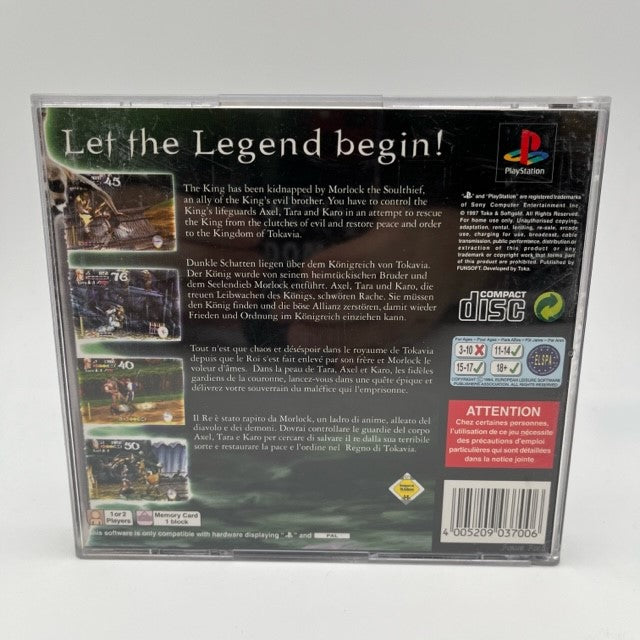 Let the Legend begin!
45
The King has been kidnapped by Morlock the Soulthief,
an ally of the King's evil brother. You have to control the
King's lifeguards Axel, Tara and Karo in an attempt to rescue
the King from the clutches of evil and restore peace and order
to the Kingdom of Tokavia.
76
Dunkle Schatten liegen über dem Königreich von Tokavia.
Der König wurde von seinem heimtückischen Bruder und
dem Seelendieb Morlock entführt. Axel, Tara und Karo, die
treuen Leibwachen des Königs, schwören Rache. Sie müssen
den König finden und die böse Allianz zerstören, damit wieder
Frieden und Ordnung im Königreich einziehen kann.
40
Tout n'est que chaos et déséspoir dans le royaume de Tokavia
depuis que le Roi s'est fait enlevé par son frère et Morlock le
voleur d'âmes. Dans la peau de Tara, Axel et Karo, les fidèles
gardiens de la couronne, lancez-vous dans une quête épique et
délivrez votre souverrain du maléfice qui l'emprisonne.
50
Il Re è stato rapito da Morlock, un ladro di anime, alleato del
diavolo e dei demoni. Dovrai controllare le guardie del corpo
Axel, Tara e Karo per cercare di salvare il re dalla sua terribile
sorte e restaurare la pace e l'ordine nel Regno di Tokavia.
1 or 2
Players
Memory Card
1 block
This software is only compatible with hardware displaying " " and PAL
PlayStation
" " and "PlayStation" are registered trademarks
of Sony Computer Entertainment Inc.
© 1997 Toka & Softgold. All Rights Reserved.
For home use only. Unauthorised copying,
adaptation, rental, lending, re-sale, arcade
use, charging for use, broadcast, cable
transmission, public performance, distribution or
extraction of this product or any
trademark or copyright work that forms part
of this product are prohibited. Published by
FUNSOFT. Developed by Toka.
COMPACT
disc
3-10 11-14
15-17 18+
ELSPA
ATTENTION
Chez certaines personnes,
l'utilisation de ce jeu nécessite
des précautions d'emploi
particulières qui sont détaillées
dans la notice jointe.
4 005209 037006